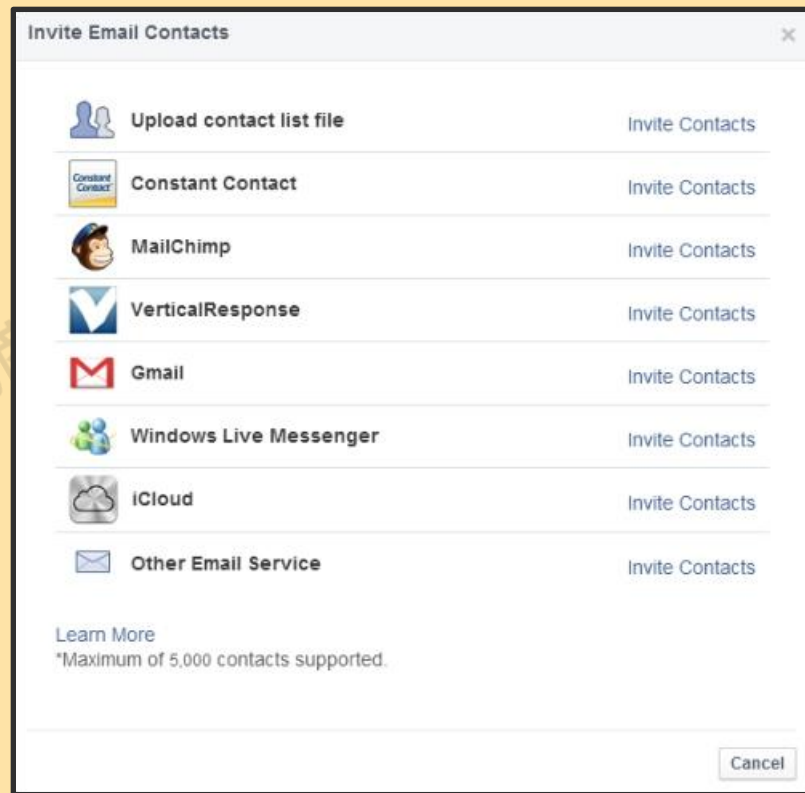 Invite Email Contacts
Upload contact list file Invite Contacts
Constant Contact Constant Contact Invite Contacts
MailChimp Invite Contacts
VerticalResponse Invite Contacts
Gmail Invite Contacts
Windows Live Messenger Invite Contacts
iCloud Invite Contacts
Other Email Service Invite Contacts
Learn More
*Maximum of 5,000 contacts supported.
Cancel